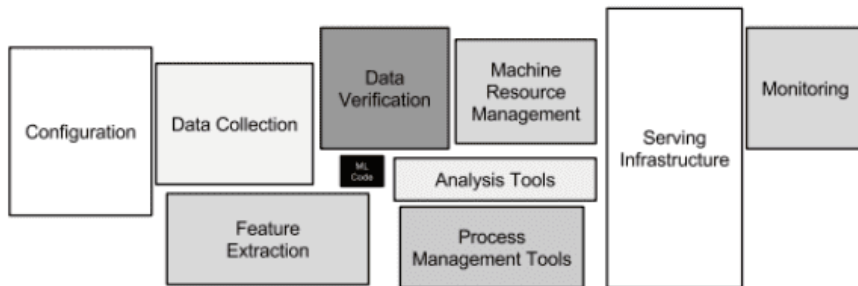 Configuration
Data Collection
Feature
Extraction
Data
Verification
ML
Code
Machine
Resource
Management
Analysis Tools
Process
Management Tools
Serving
Infrastructure
Monitoring